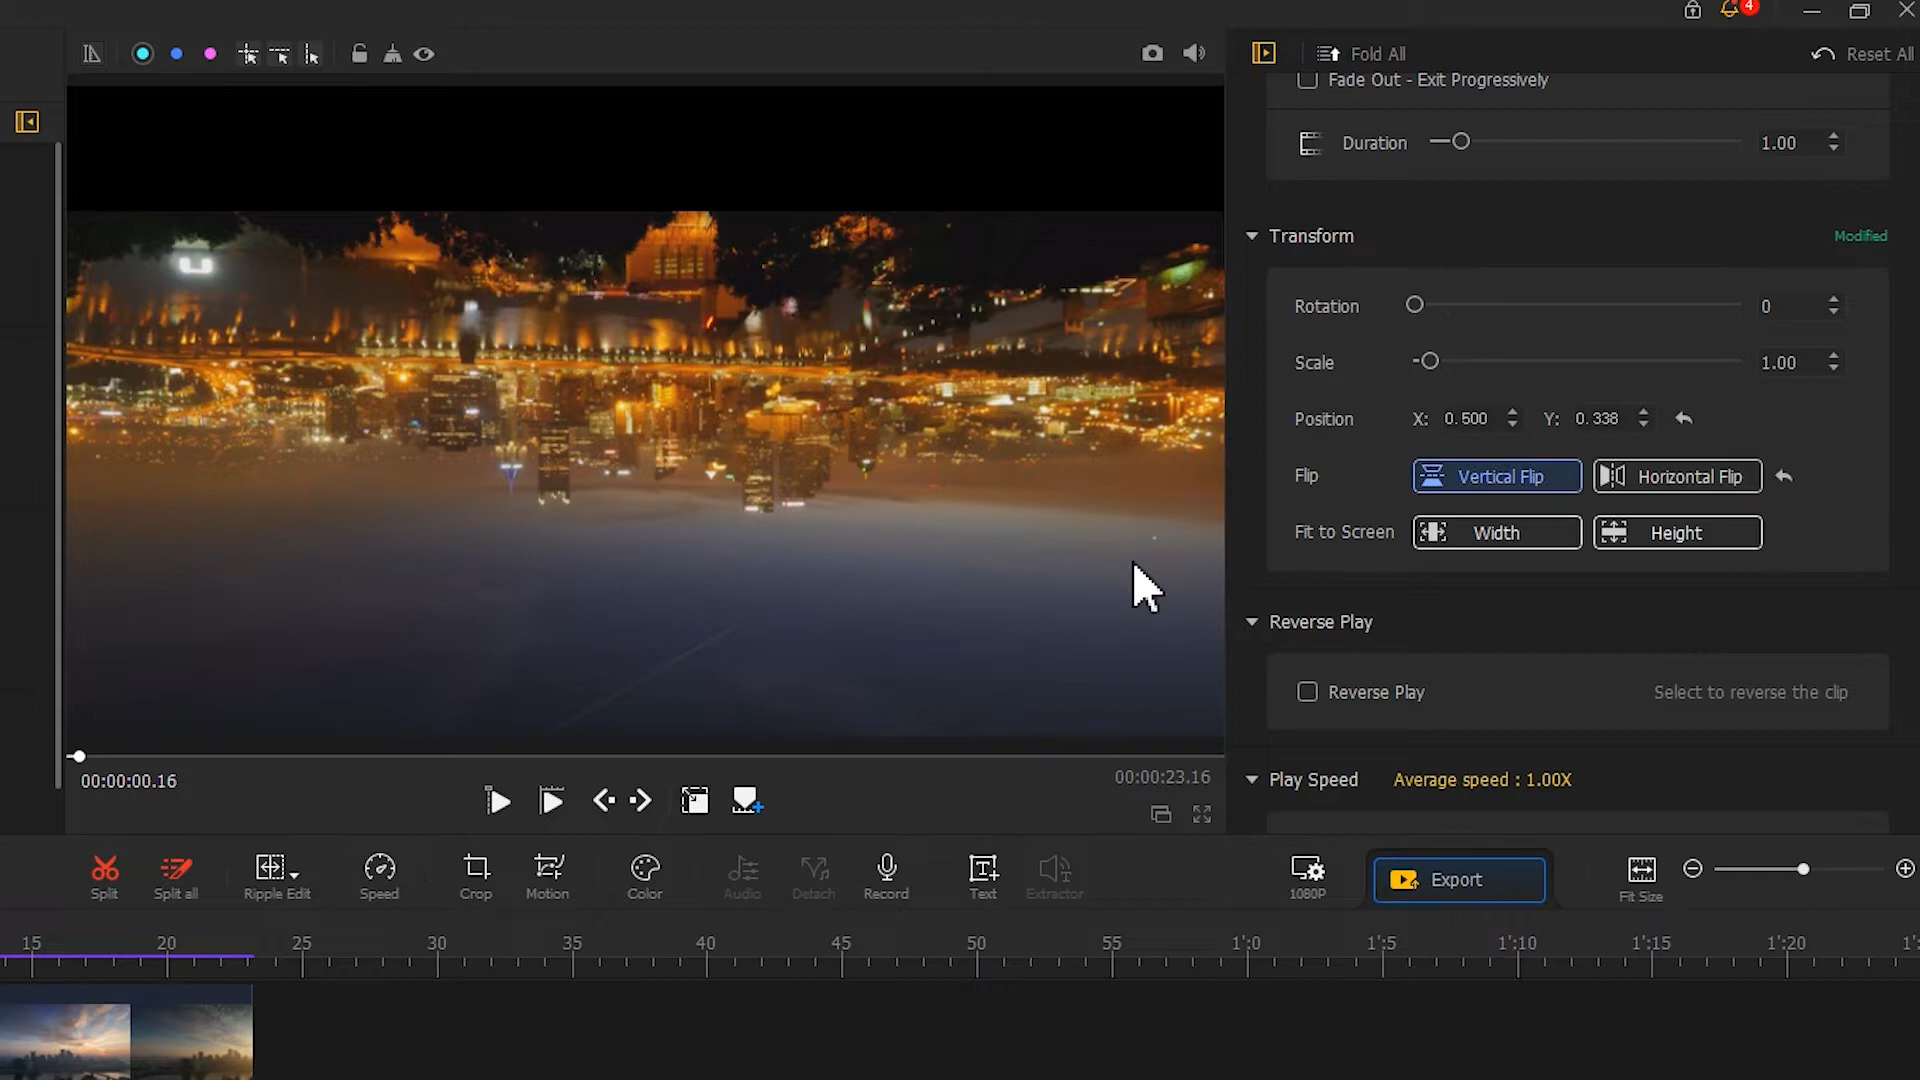 4
Fold All
Reset All
Fade Out - Exit Progressively
Duration 1.00
Transform Modified
Rotation 0
Scale 1.00
Position X: 0.500 Y: 0.338
Flip Vertical Flip Horizontal Flip
Fit to Screen Width Height
Reverse Play
Reverse Play Select to reverse the clip
Play Speed Average speed : 1.00X
00:00:00.16
00:00:23.16
Split Split all Ripple Edit Speed Crop Motion Color Audio Detach Record Text Extractor 1080P Export Fit Size
15 20 25 30 35 40 45 50 55 1':0 1':5 1':10 1':15 1':20